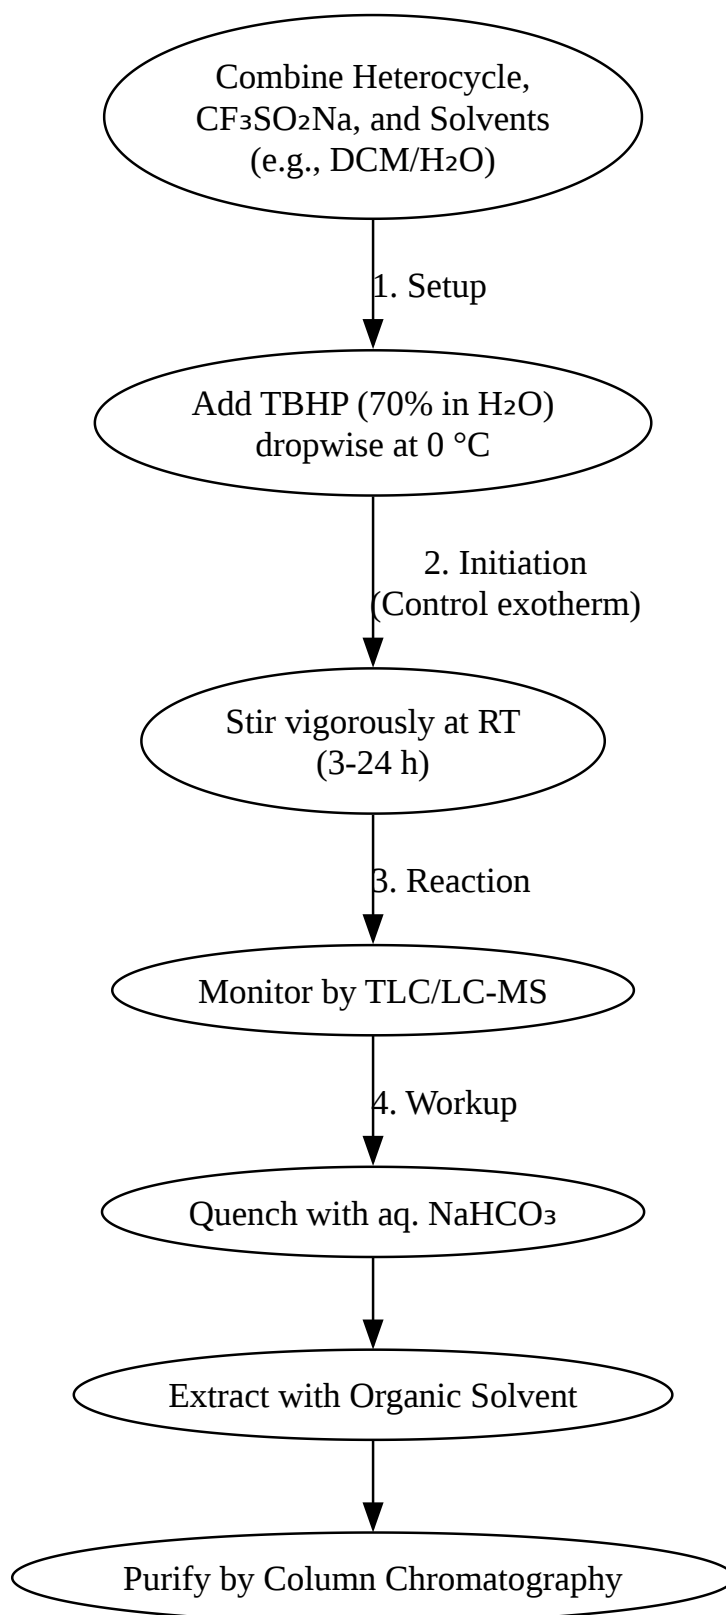 Combine Heterocycle,
CF₃SO₂Na, and Solvents
(e.g., DCM/H₂O)
1. Setup
Add TBHP (70% in H₂O)
dropwise at 0 °C
2. Initiation
(Control exotherm)
Stir vigorously at RT
(3-24 h)
3. Reaction
Monitor by TLC/LC-MS
4. Workup
Quench with aq. NaHCO₃
Extract with Organic Solvent
Purify by Column Chromatography